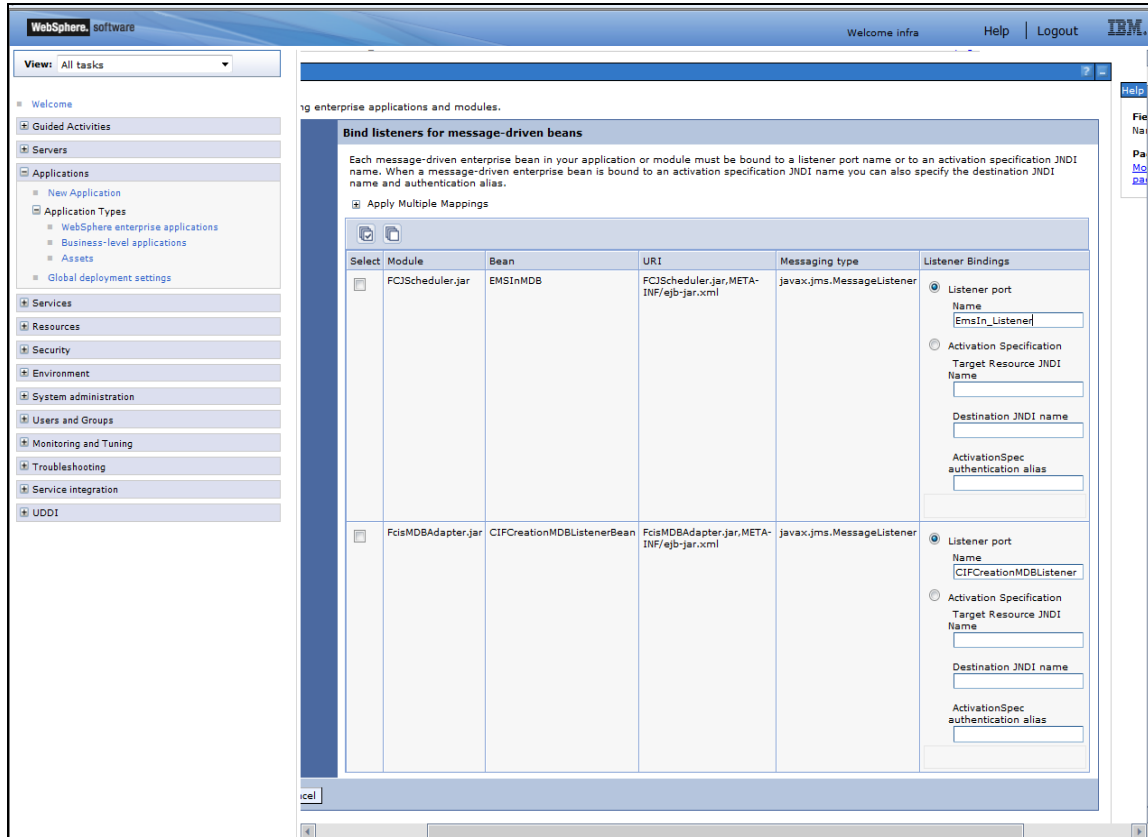 WebSphere. software
Welcome infra
Help
Logout
IBM.
View: All tasks
Welcome
Guided Activities
Servers
Applications
New Application
Application Types
WebSphere enterprise applications
Business-level applications
Assets
Global deployment settings
Services
Resources
Security
Environment
System administration
Users and Groups
Monitoring and Tuning
Troubleshooting
Service integration
UDDI
ng enterprise applications and modules.
Bind listeners for message-driven beans
Each message-driven enterprise bean in your application or module must be bound to a listener port name or to an activation specification JNDI
name. When a message-driven enterprise bean is bound to an activation specification JNDI name you can also specify the destination JNDI
name and authentication alias.
Apply Multiple Mappings
Select Module Bean URI Messaging type Listener Bindings
FCJScheduler.jar EMSInMDB FCJScheduler.jar,META-
INF/ejb-jar.xml
javax.jms.MessageListener
Listener port
Name
EmsIn_Listener
Activation Specification
Target Resource JNDI
Name
Destination JNDI name
ActivationSpec
authentication alias
FcisMDBAdapter.jar CIFCreationMDBListenerBean FcisMDBAdapter.jar,META-
INF/ejb-jar.xml
javax.jms.MessageListener
Listener port
Name
CIFCreationMDBListener
Activation Specification
Target Resource JNDI
Name
Destination JNDI name
ActivationSpec
authentication alias
cel
Help
Fie
Na
Pa
Mo
pa